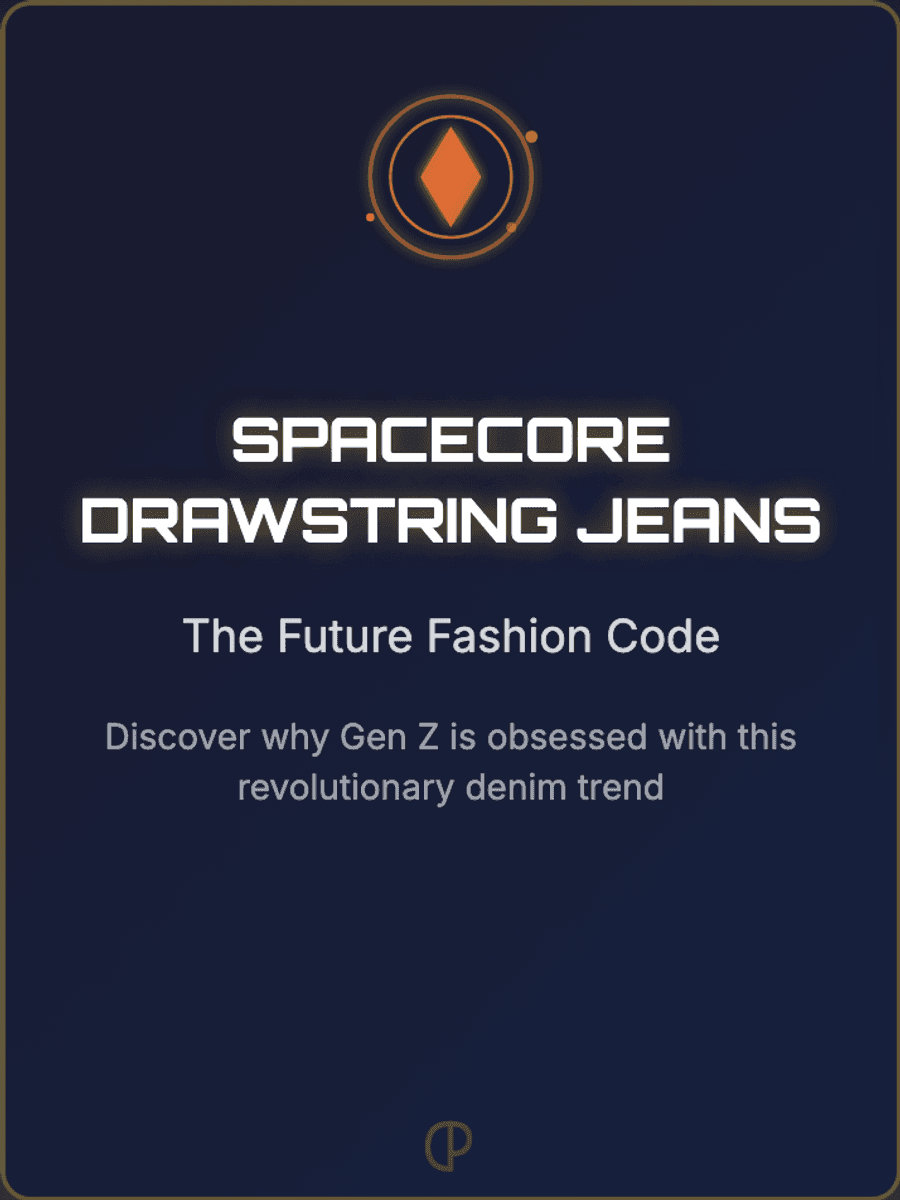 SPACECORE
DRAWSTRING JEANS
The Future Fashion Code
Discover why Gen Z is obsessed with this
revolutionary denim trend